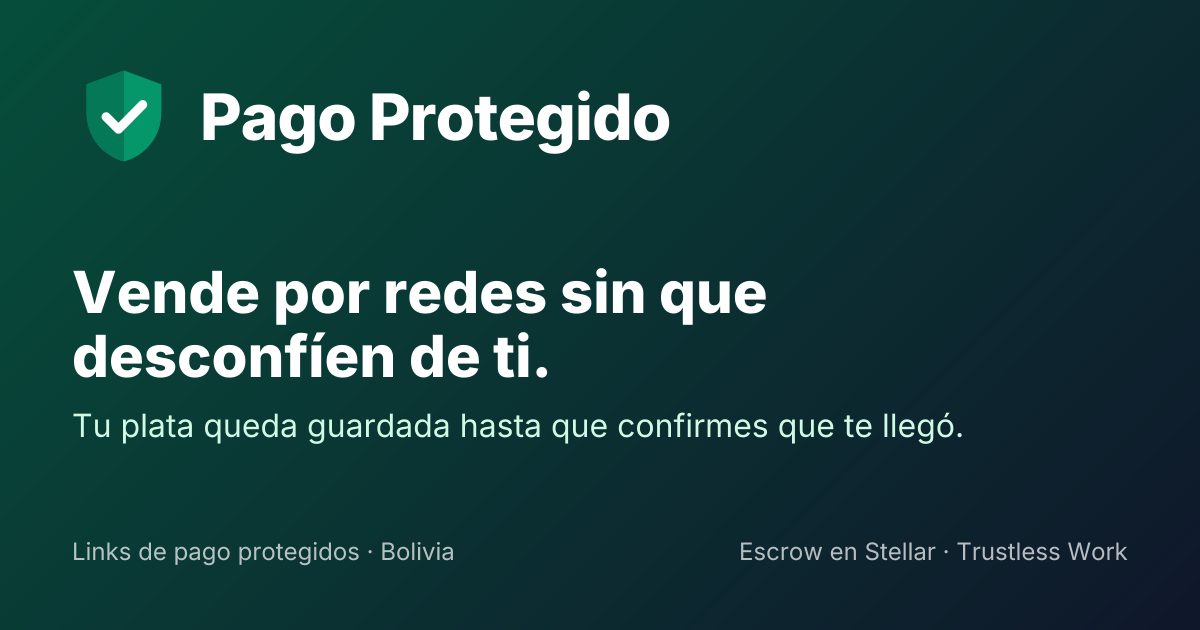 Pago Protegido
Vende por redes sin que
desconfíen de ti.
Tu plata queda guardada hasta que confirmes que te llegó.
Links de pago protegidos · Bolivia
Escrow en Stellar · Trustless Work